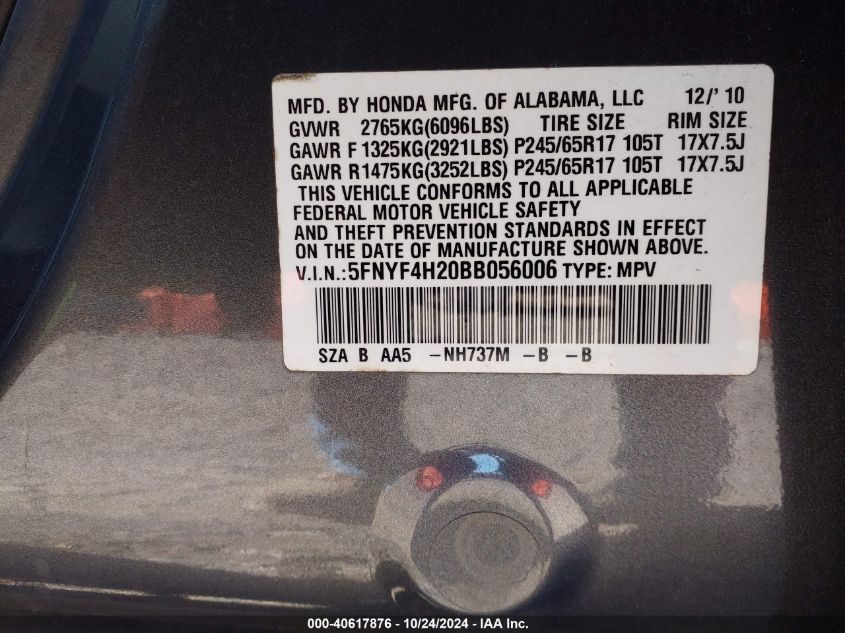 MFD. BY HONDA MFG. OF ALABAMA, LLC 12/' 10
GVWR 2765KG(6096LBS) TIRE SIZE RIM SIZE
GAWR F1325KG(2921LBS) P245/65R17 105T 17X7.5J
GAWR R1475KG(3252LBS) P245/65R17 105T 17X7.5J
THIS VEHICLE CONFORMS TO ALL APPLICABLE
FEDERAL MOTOR VEHICLE SAFETY
AND THEFT PREVENTION STANDARDS IN EFFECT
ON THE DATE OF MANUFACTURE SHOWN ABOVE.
V.I.N.:5FNYF4H20BB056006 TYPE: MPV
SZA B AA5 -NH737M -B -B
000-40617876 - 10/24/2024 - IAA Inc.